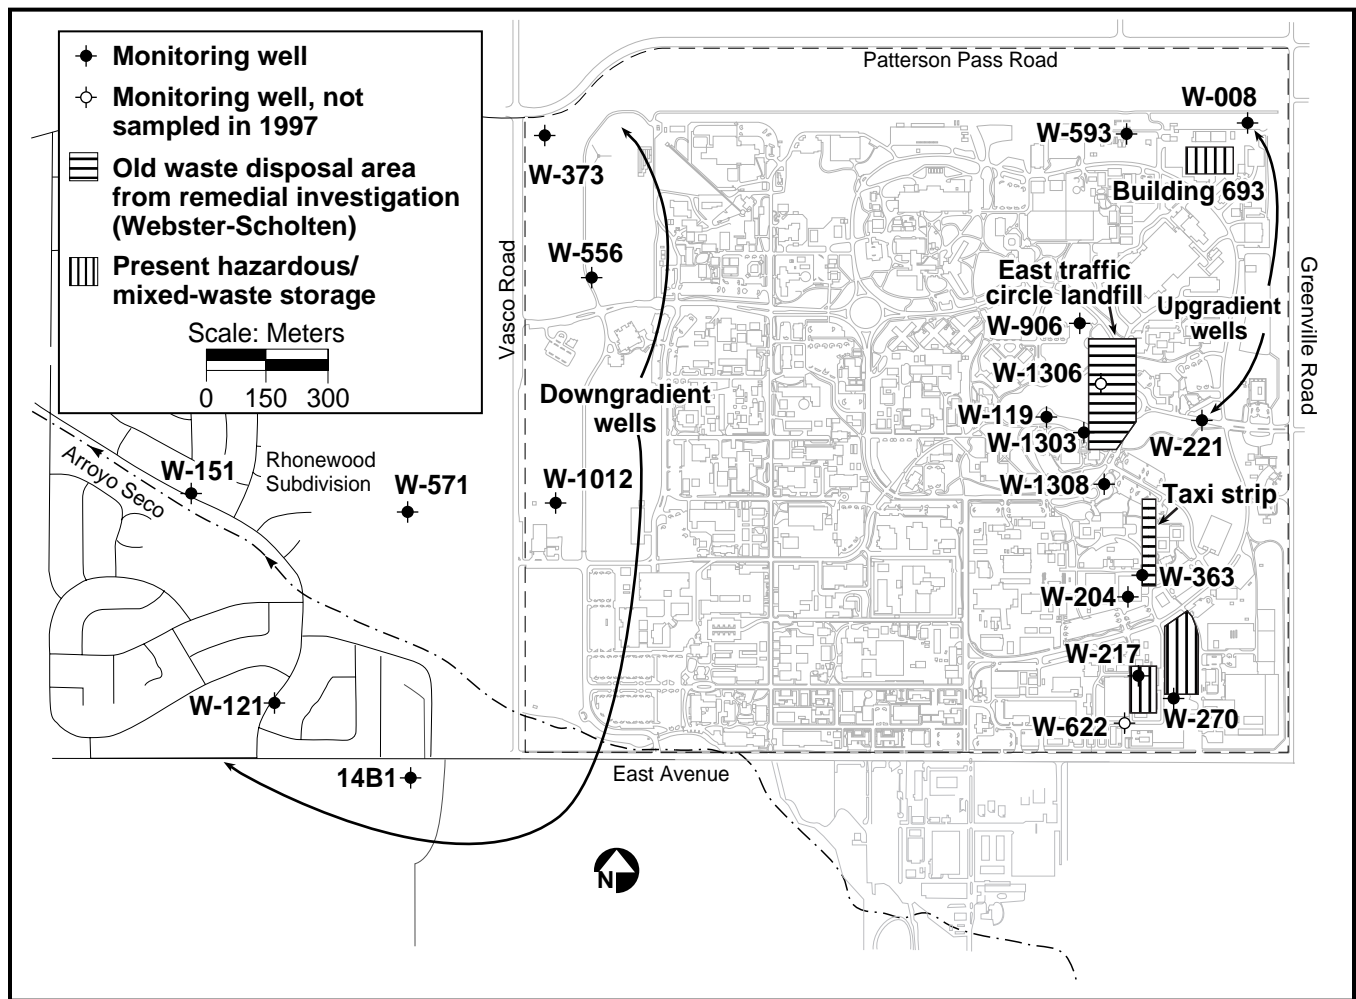 Monitoring well
Monitoring well, not
sampled in 1997
Old waste disposal area
from remedial investigation
(Webster-Scholten)
Present hazardous/
mixed-waste storage
Scale: Meters
0 150 300
Patterson Pass Road
W-008
W-593
W-373
Building 693
Vasco Road
W-556
East traffic
circle landfill
Greenville Road
Upgradient
wells
W-906
W-1306
Downgradient
wells
W-119
W-1303
W-221
Arroyo Seco
W-151
Rhonewood
Subdivision
W-571
W-1012
W-1308
Taxi strip
W-363
W-204
W-217
W-121
W-270
W-622
14B1
East Avenue
N